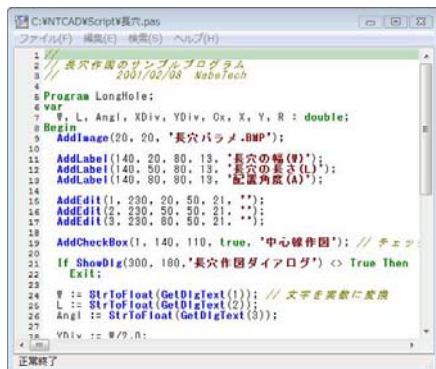 C:\NTCAD\Script\長穴.pas
ファイル(F) 編集(E) 検索(S) ヘルプ(H)
1 //
2 // 長穴作図のサンプルプログラム
3 // 2001/02/08 NabeTech
4
5 Program LongHole;
6 var
7 W, L, Angl, XDiv, YDiv, Cx, X, Y, R : double;
8 Begin
9 AddImage(20, 20, '長穴パラメ.BMP');
10
11 AddLabel(140, 20, 80, 13, '長穴の幅(W)');
12 AddLabel(140, 50, 80, 13, '長穴の長さ(L)');
13 AddLabel(140, 80, 80, 13, '配置角度(A)');
14
15 AddEdit(1, 230, 20, 50, 21, '');
16 AddEdit(2, 230, 50, 50, 21, '');
17 AddEdit(3, 230, 80, 50, 21, '');
18
19 AddCheckBox(1, 140, 110, true, '中心線作図'); // チェッ
20
21 If ShowDlg(300, 180,'長穴作図ダイアログ') <> True Then
22 Exit;
23
24 W := StrToFloat(GetDlgText(1)); // 文字を実数に変換
25 L := StrToFloat(GetDlgText(2));
26 Angl := StrToFloat(GetDlgText(3));
27
28 YDiv := W/2.0;
正常終了